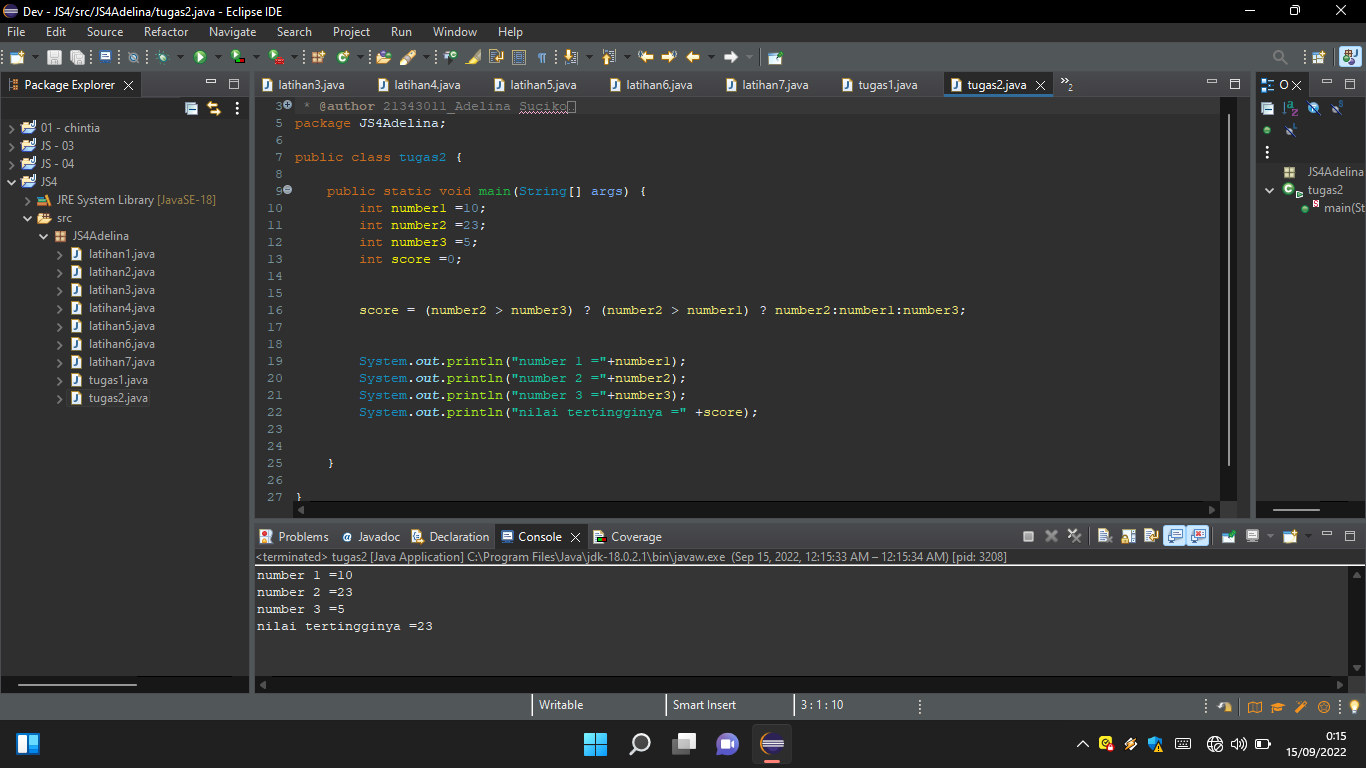 Dev - JS4/src/JS4Adelina/tugas2.java - Eclipse IDE
File Edit Source Refactor Navigate Search Project Run Window Help
Package Explorer
01 - chintia
JS - 03
JS - 04
JS4
JRE System Library [JavaSE-18]
src
JS4Adelina
latihan1.java
latihan2.java
latihan3.java
latihan4.java
latihan5.java
latihan6.java
latihan7.java
tugas1.java
tugas2.java
latihan3.java latihan4.java latihan5.java latihan6.java latihan7.java tugas1.java tugas2.java »2
3 * @author 21343011_Adelina Suciko
5 package JS4Adelina;
6
7 public class tugas2 {
8
9 public static void main(String[] args) {
10 int number1 =10;
11 int number2 =23;
12 int number3 =5;
13 int score =0;
14
15
16 score = (number2 > number3) ? (number2 > number1) ? number2:number1:number3;
17
18
19 System.out.println("number 1 ="+number1);
20 System.out.println("number 2 ="+number2);
21 System.out.println("number 3 ="+number3);
22 System.out.println("nilai tertingginya =" +score);
23
24
25 }
26
27 }
O
JS4Adelina
tugas2
main(St
Problems Javadoc Declaration Console Coverage
<terminated> tugas2 [Java Application] C:\Program Files\Java\jdk-18.0.2.1\bin\javaw.exe (Sep 15, 2022, 12:15:33 AM – 12:15:34 AM) [pid: 3208]
number 1 =10
number 2 =23
number 3 =5
nilai tertingginya =23
Writable Smart Insert 3 : 1 : 10
0:15
15/09/2022